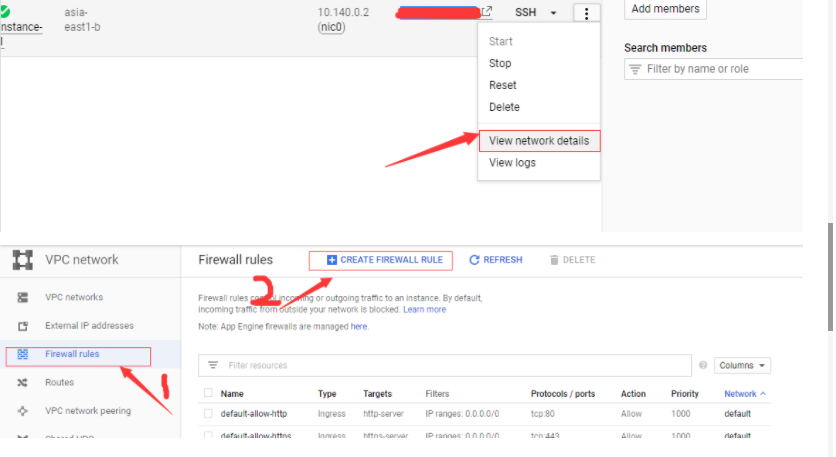 asia-
10.140.0.2
SSH
Add members
nstance-
east1-b
(nic0)
Start
Search members
Stop
Filter by name or role
Reset
Delete
View network details
View logs
VPC network
Firewall rules
CREATE FIREWALL RULE
REFRESH
DELETE
2
VPC networks
Firewall rules control incoming or outgoing traffic to an instance. By default,
incoming traffic from outside your network is blocked. Learn more
External IP addresses
Note: App Engine firewalls are managed here.
Firewall rules
Filter resources
Columns
1
Routes
Name Type Targets Filters Protocols / ports Action Priority Network
VPC network peering
default-allow-http Ingress http-server IP ranges: 0.0.0.0/0 tcp:80 Allow 1000 default
Shared VPC
default-allow-https Ingress https-server IP ranges: 0.0.0.0/0 tcp:443 Allow 1000 default